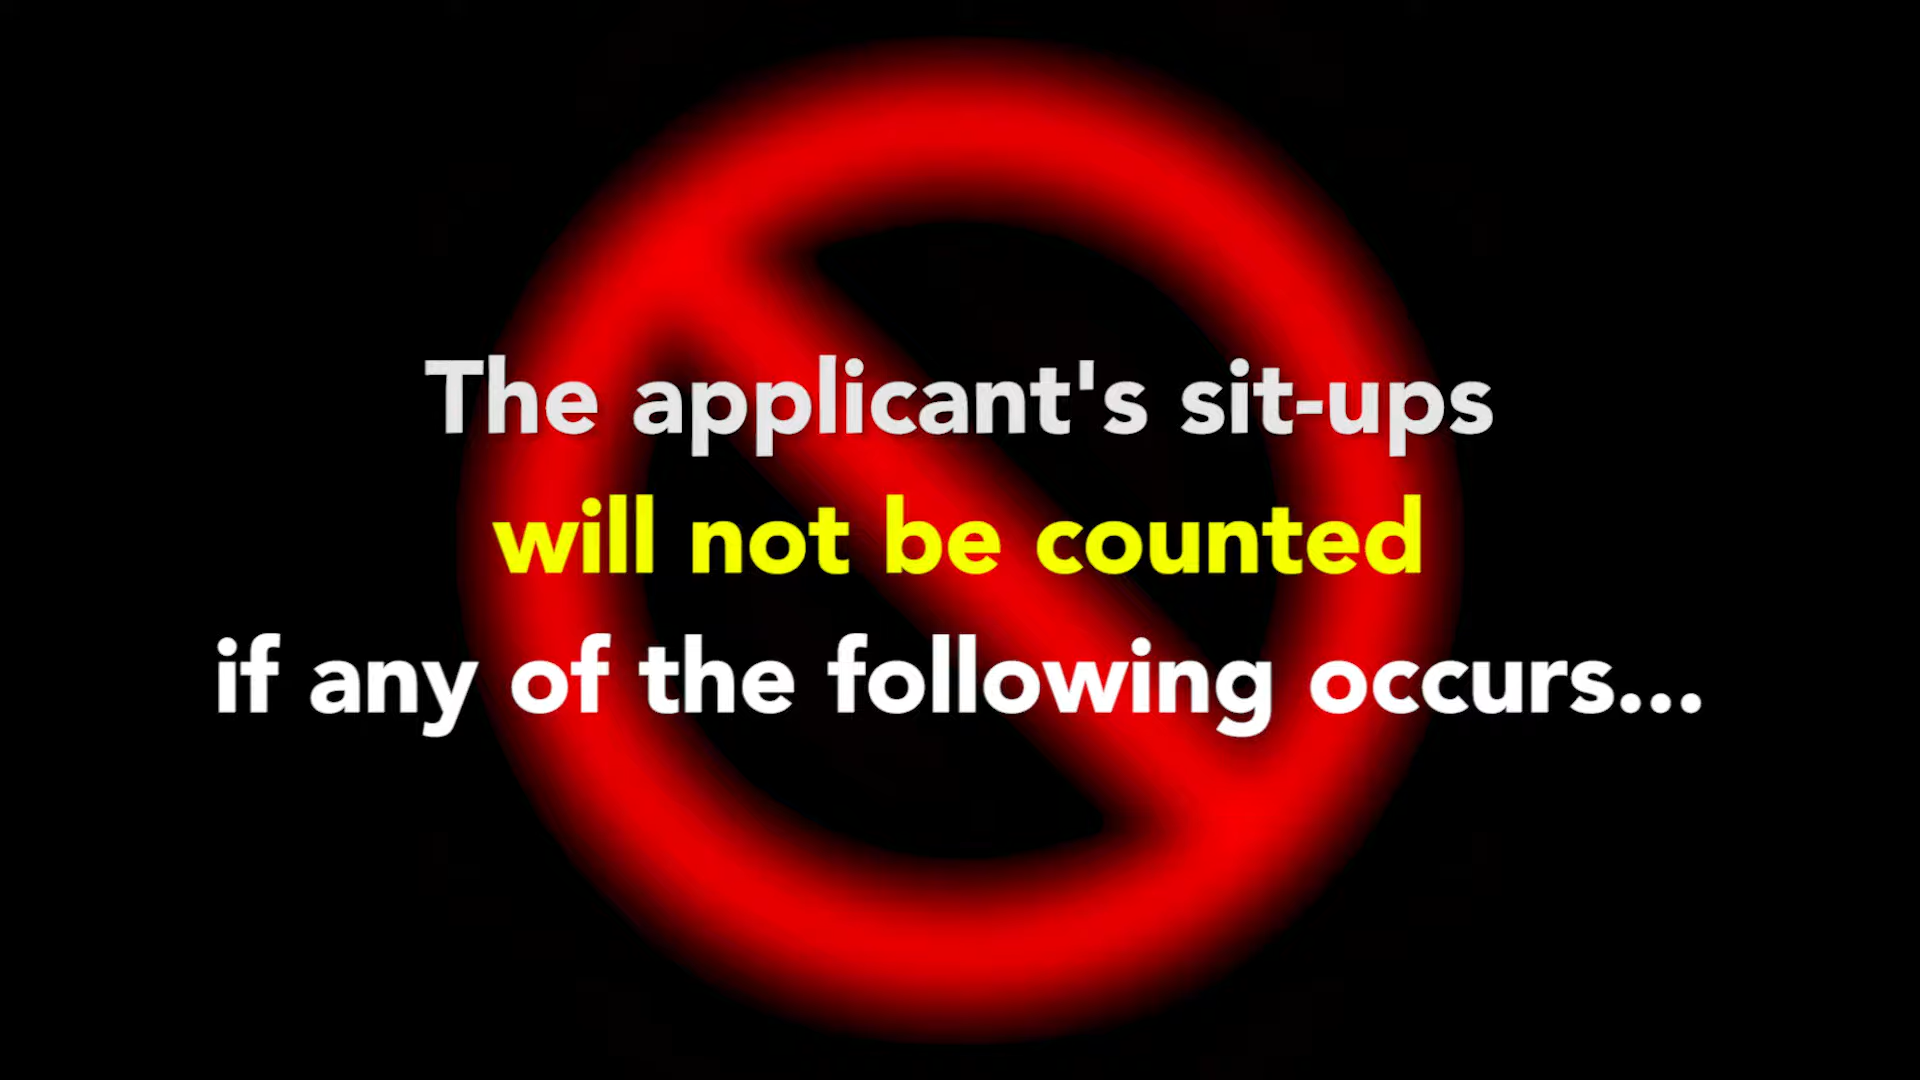 The applicant's sit-ups
will not be counted
if any of the following occurs...